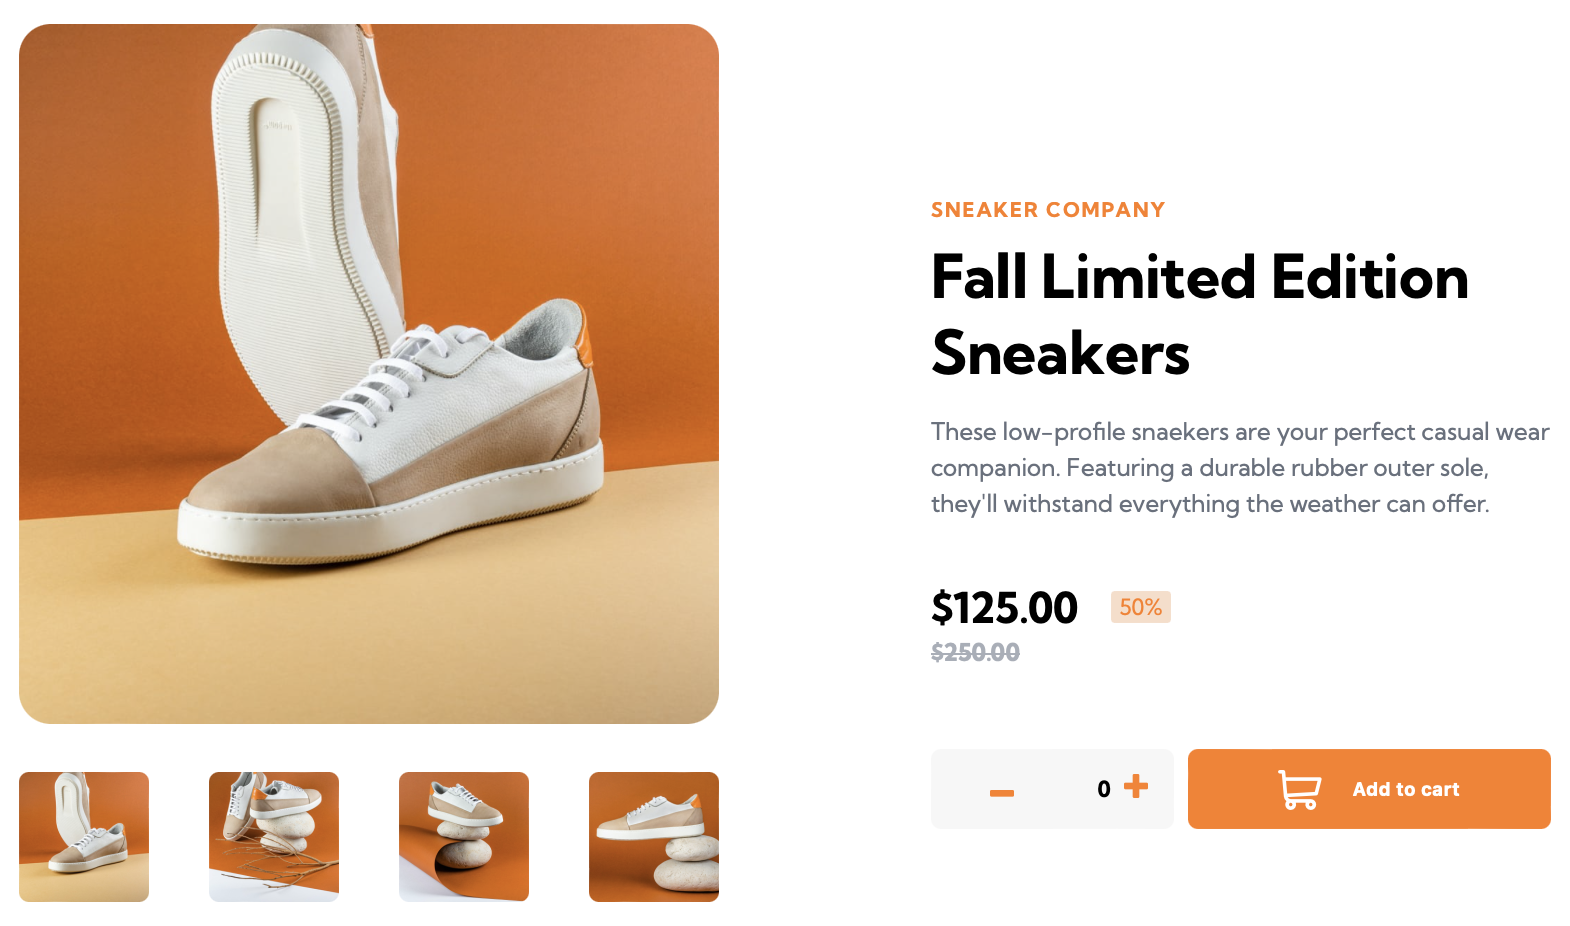 SNEAKER COMPANY
Fall Limited Edition
Sneakers
These low-profile snaekers are your perfect casual wear
companion. Featuring a durable rubber outer sole,
they'll withstand everything the weather can offer.
$125.00 50%
$250.00
0
Add to cart